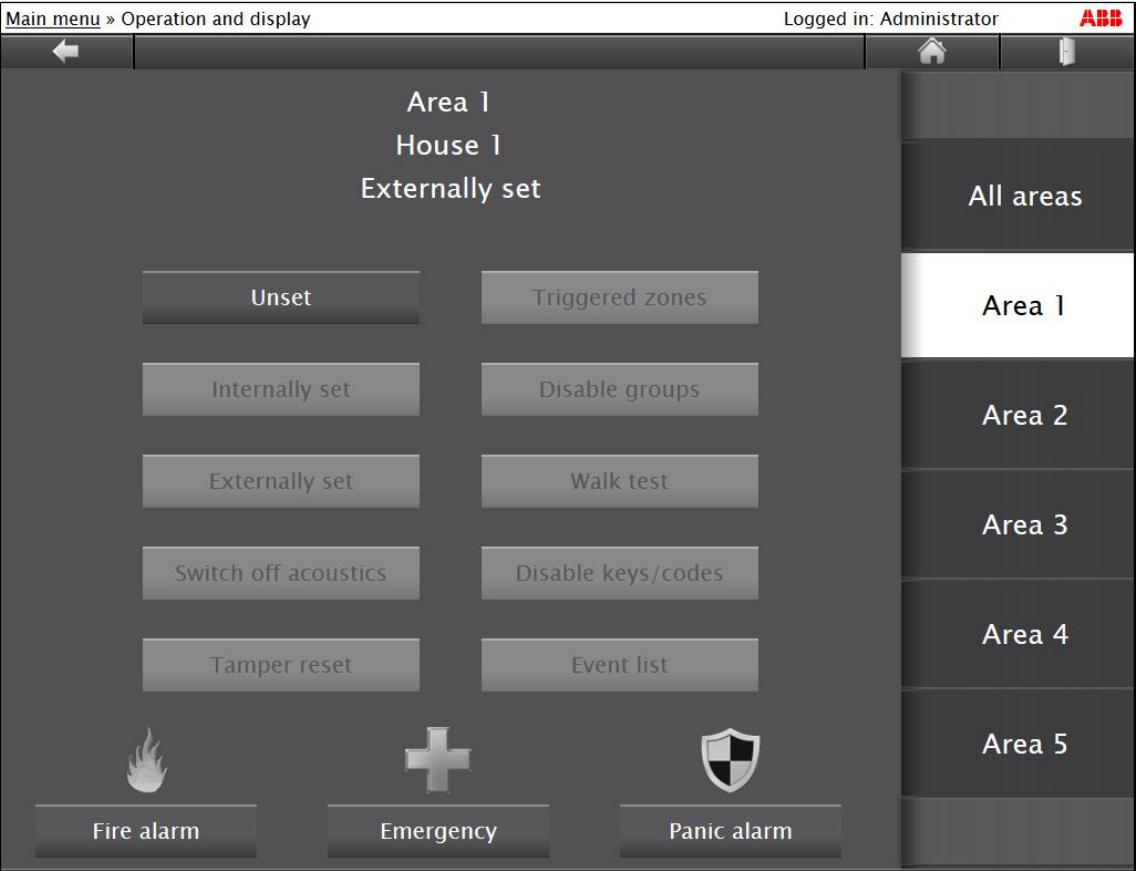 Main menu » Operation and display
Logged in: Administrator
ABB
Area 1
House 1
Externally set
Unset
Triggered zones
Internally set
Disable groups
Externally set
Walk test
Switch off acoustics
Disable keys/codes
Tamper reset
Event list
Fire alarm
Emergency
Panic alarm
All areas
Area 1
Area 2
Area 3
Area 4
Area 5